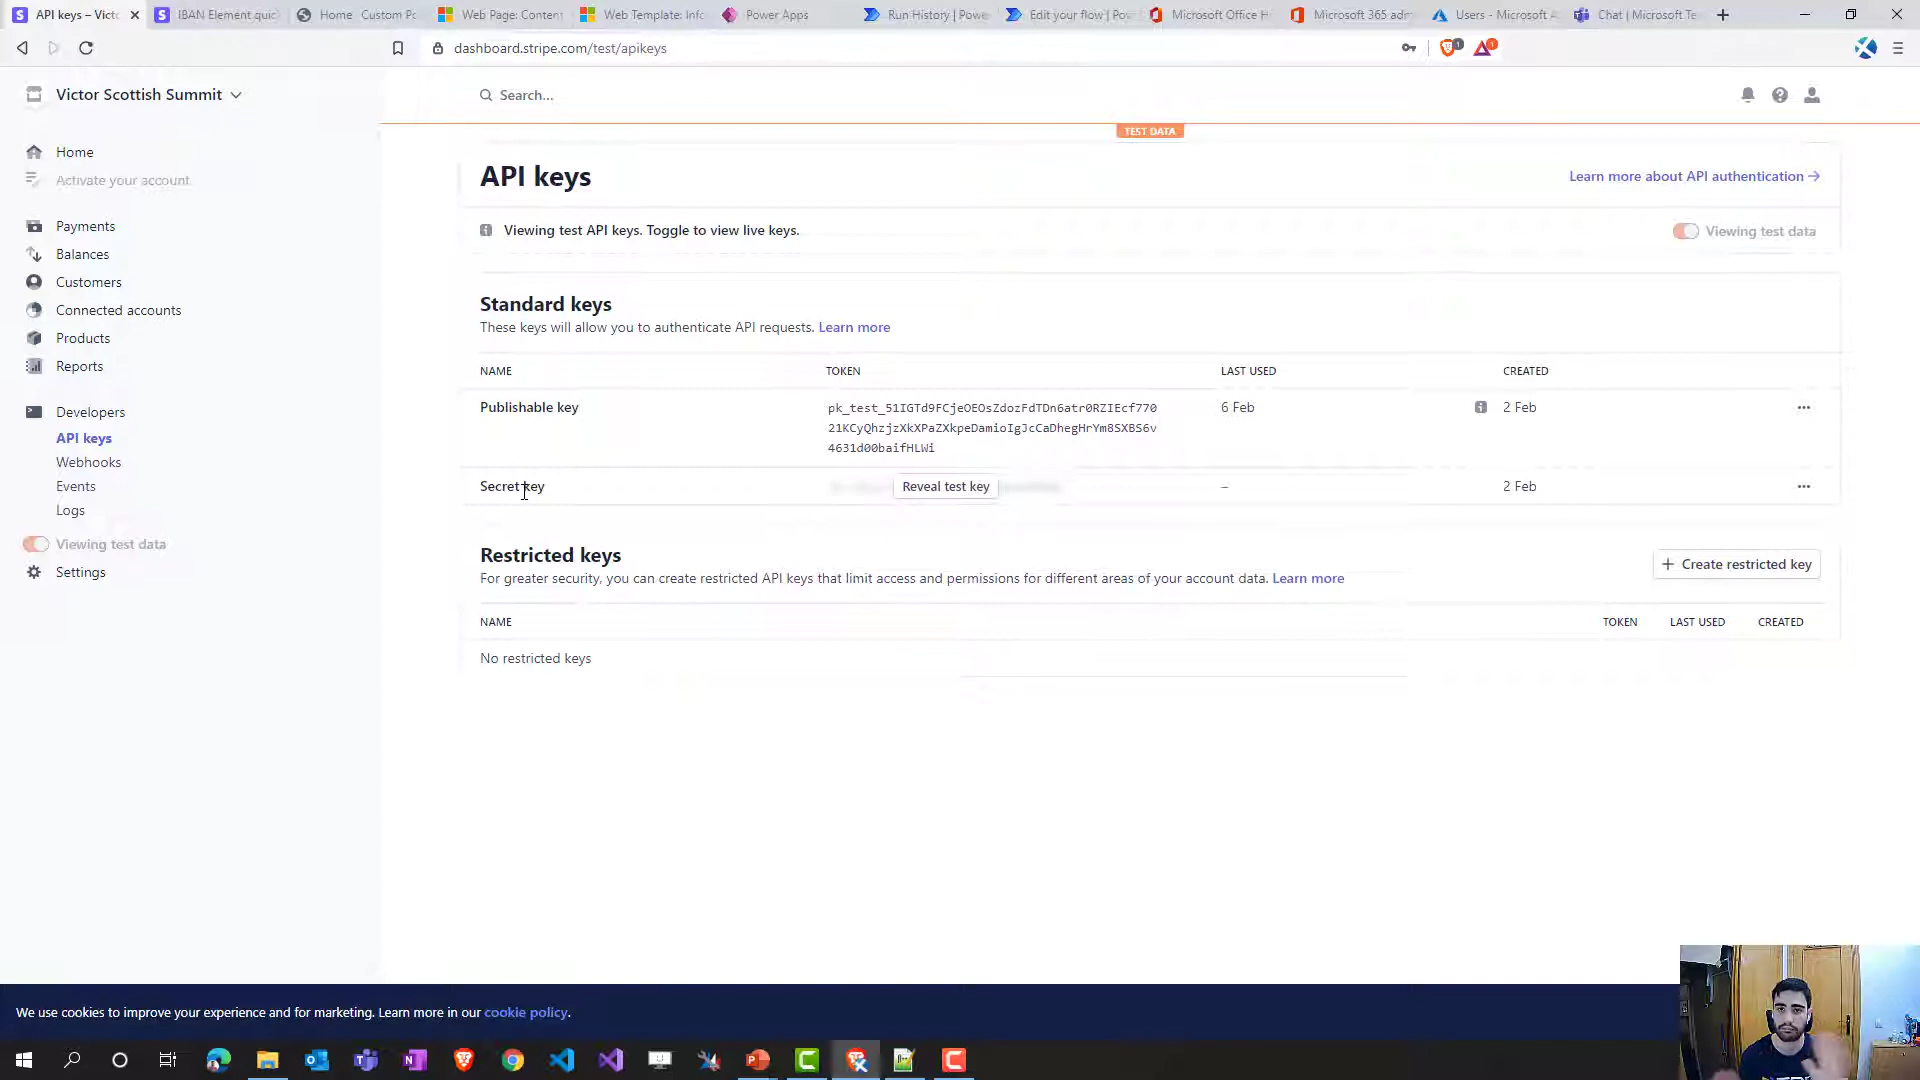 API keys – Victo
IBAN Element quic
Home · Custom Po
Web Page: Content
Web Template: Info
Power Apps
Run History | Powe
Edit your flow | Pow
Microsoft Office H
Microsoft 365 adm
Users - Microsoft A
Chat | Microsoft Te
dashboard.stripe.com/test/apikeys
1
1
Victor Scottish Summit
Search...
TEST DATA
Home
Activate your account
Payments
Balances
Customers
Connected accounts
Products
Reports
Developers
API keys
Webhooks
Events
Logs
Viewing test data
Settings
API keys
Learn more about API authentication →
Viewing test API keys. Toggle to view live keys.
Viewing test data
Standard keys
These keys will allow you to authenticate API requests. Learn more
NAME TOKEN LAST USED CREATED
Publishable key
pk_test_51IGTd9FCjeOEOsZdozFdTDn6atr0RZIEcf770
21KCyQhzjzXkXPaZXkpeDamioIgJcCaDhegHrYm8SXBS6v
4631d00baifHLWi
6 Feb
2 Feb
Secret key
Reveal test key
–
2 Feb
Restricted keys
For greater security, you can create restricted API keys that limit access and permissions for different areas of your account data. Learn more
+ Create restricted key
NAME TOKEN LAST USED CREATED
No restricted keys
We use cookies to improve your experience and for marketing. Learn more in our cookie policy.